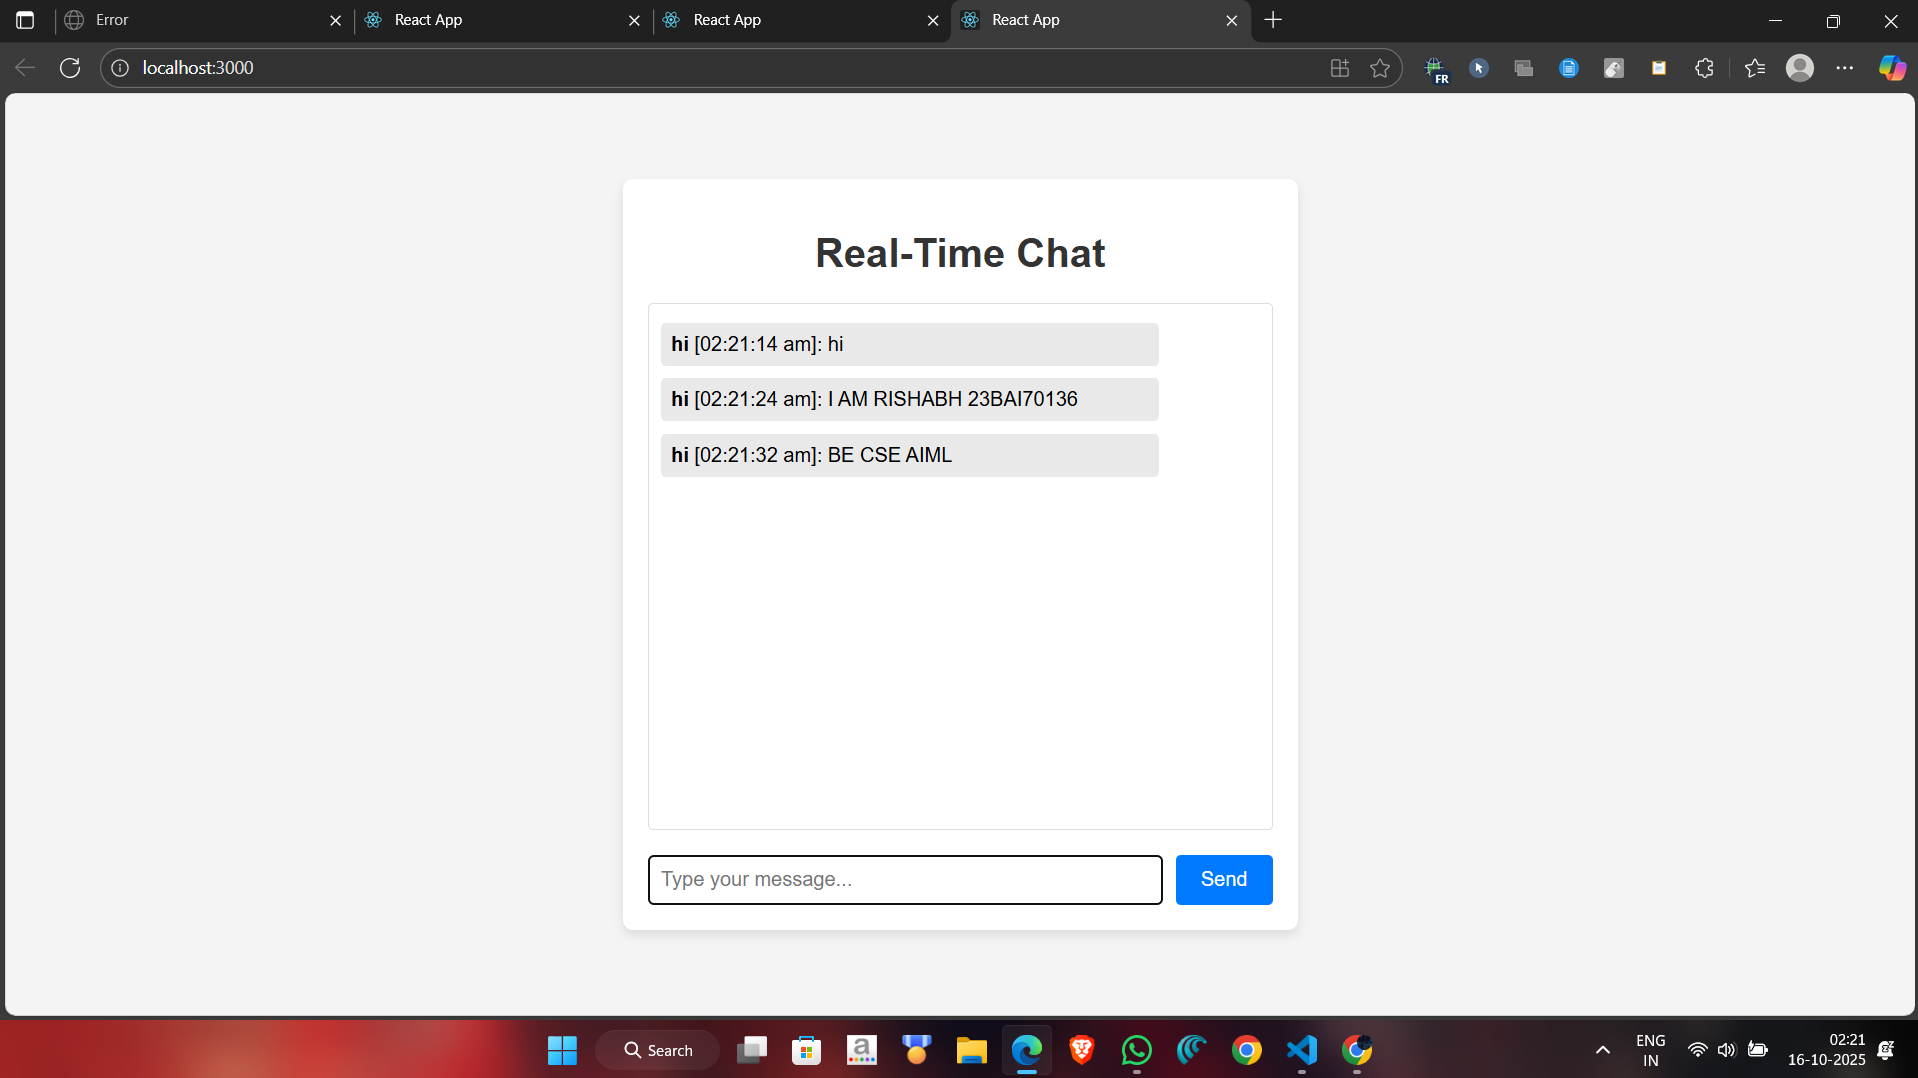 Error
React App
React App
React App
localhost:3000
FR
Real-Time Chat
hi [02:21:14 am]: hi
hi [02:21:24 am]: I AM RISHABH 23BAI70136
hi [02:21:32 am]: BE CSE AIML
Type your message...
Send
Search
a
ENG
IN
02:21
16-10-2025